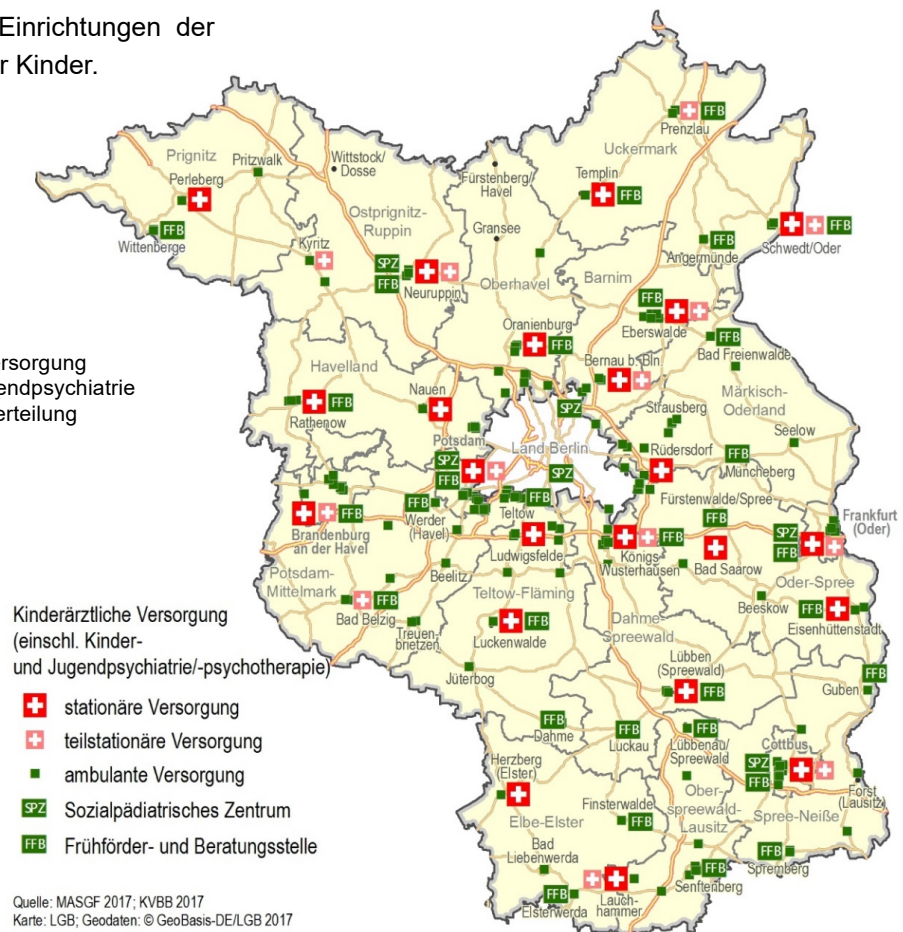 Einrichtungen der
r Kinder.
ersorgung
endpsychiatrie
erteilung
Prenzlau
FFB
Uckermark
Prignitz
Pritzwalk
Perleberg
Wittstock/
Dosse
Fürstenberg/
Havel
Templin
FFB
Ostprignitz-
Ruppin
Gransee
FFB
Wittenberge
Kyritz
FFB
Angermünde
FFB
Schwedt/Oder
SPZ
FFB
Neuruppin
Oberhavel
Barnim
FFB
Eberswalde
Oranienburg
FFB
FFB
Bad Freienwalde
Bernau b. Bln.
Havelland
Nauen
FFB
Rathenow
Märkisch-
Oderland
SPZ
Strausberg
Seelow
Potsdam
Land Berlin
Rüdersdorf
FFB
Müncheberg
SPZ
FFB
SPZ
Fürstenwalde/Spree
FFB
FFB
Werder
(Havel)
FFB
Teltow
FFB
Brandenburg
an der Havel
Ludwigsfelde
FFB
Königs
Wusterhausen
Bad Saarow
SPZ
FFB
Frankfurt
(Oder)
Potsdam-
Mittelmark
Beelitz
Teltow-Fläming
Oder-Spree
FFB
Bad Belzig
Treuen-
brietzen
FFB
Luckenwalde
Dahme-
Spreewald
Beeskow
FFB
Eisenhüttenstadt
Jüterbog
Lübben
(Spreewald)
FFB
FFB
Guben
FFB
Dahme
FFB
Luckau
FFB
Lübbenau/
Spreewald
Cottbus
SPZ
FFB
Herzberg
(Elster)
Finsterwalde
FFB
Ober-
spreewald-
Lausitz
Forst
(Lausitz)
Spree-Neiße
Elbe-Elster
Bad
Liebenwerda
FFB
Spremberg
FFB
Senftenberg
FFB
Elsterwerda
Lauch-
hammer
Kinderärztliche Versorgung
(einschl. Kinder-
und Jugendpsychiatrie/-psychotherapie)
stationäre Versorgung
teilstationäre Versorgung
ambulante Versorgung
SPZ Sozialpädiatrisches Zentrum
FFB Frühförder- und Beratungsstelle
Quelle: MASGF 2017; KVBB 2017
Karte: LGB; Geodaten: © GeoBasis-DE/LGB 2017